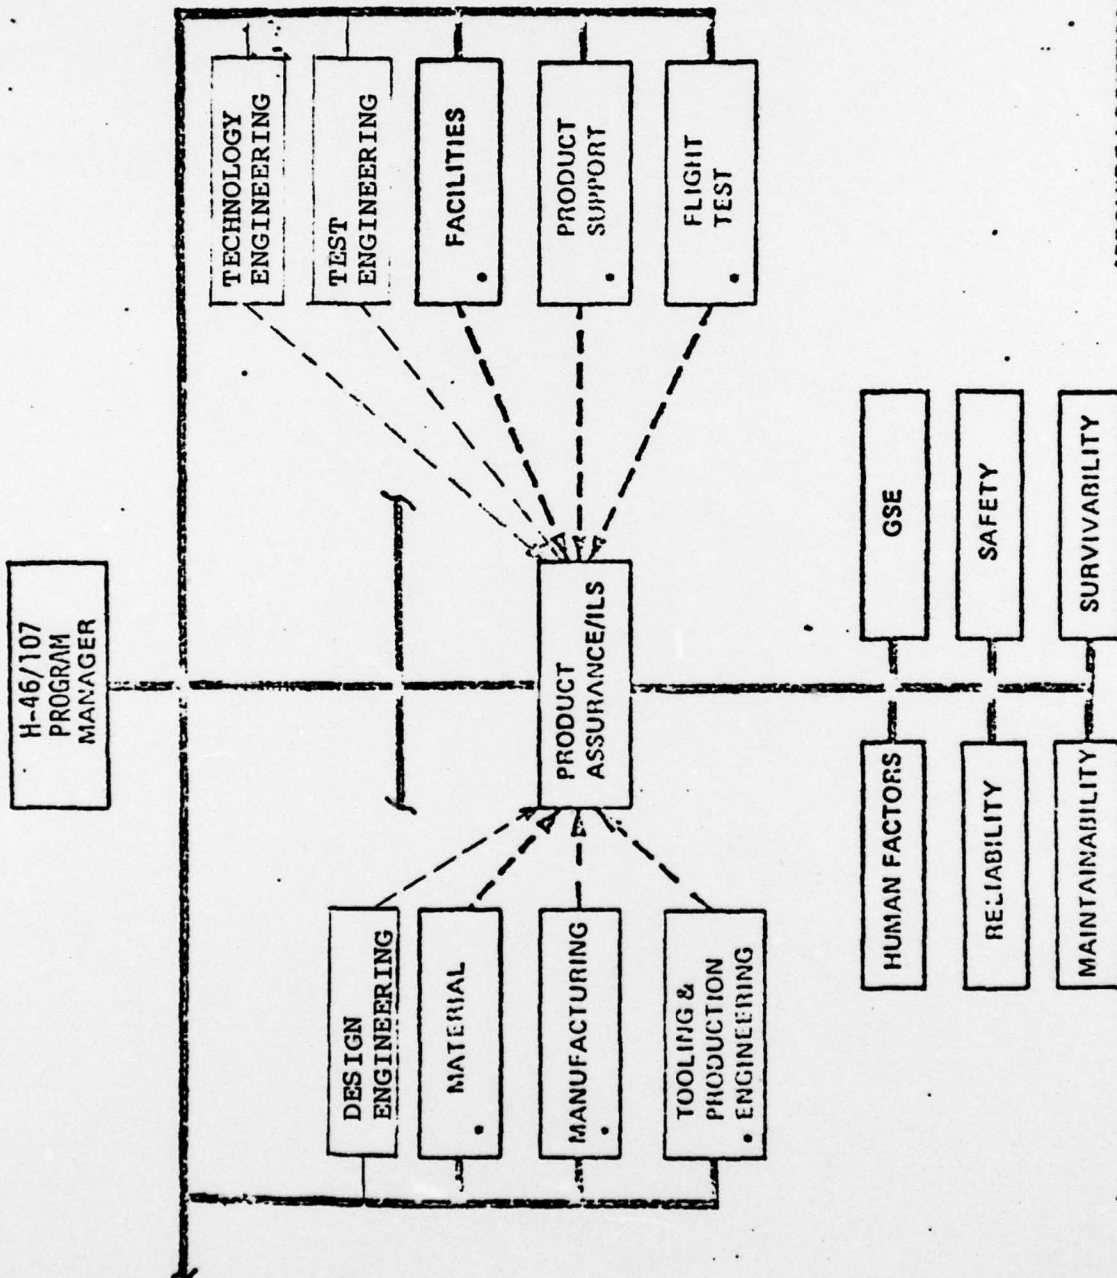 H-46/107
PROGRAM
MANAGER
DESIGN
ENGINEERING
MATERIAL
•
MANUFACTURING
•
TOOLING &
PRODUCTION
• ENGINEERING
PRODUCT
ASSURANCE/ILS
TECHNOLOGY
ENGINEERING
TEST
ENGINEERING
FACILITIES
•
PRODUCT
SUPPORT
•
FLIGHT
TEST
•
HUMAN FACTORS
GSE
RELIABILITY
SAFETY
MAINTAINABILITY
SURVIVABILITY